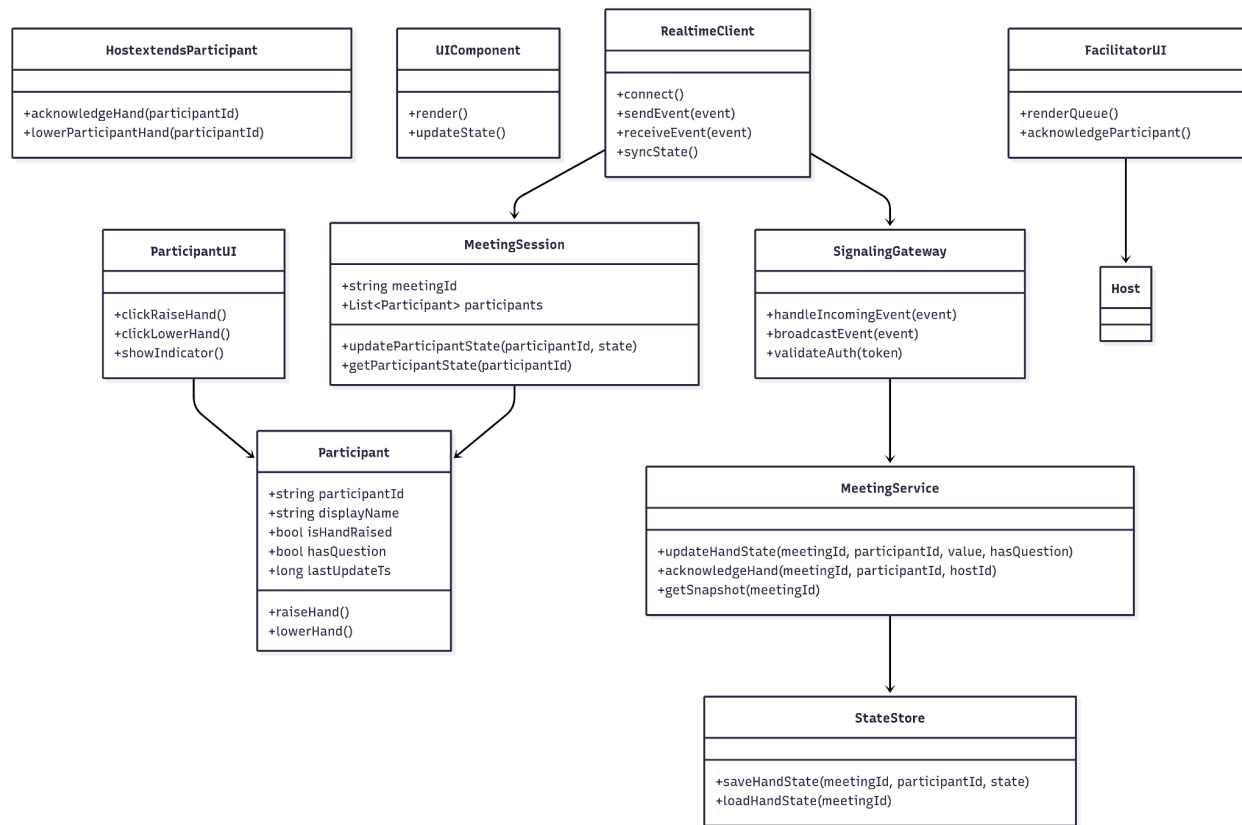 HostextendsParticipant
+acknowledgeHand(participantId)
+lowerParticipantHand(participantId)
UIComponent
+render()
+updateState()
RealtimeClient
+connect()
+sendEvent(event)
+receiveEvent(event)
+syncState()
FacilitatorUI
+renderQueue()
+acknowledgeParticipant()
ParticipantUI
+clickRaiseHand()
+clickLowerHand()
+showIndicator()
MeetingSession
+string meetingId
+List<Participant> participants
+updateParticipantState(participantId, state)
+getParticipantState(participantId)
SignalingGateway
+handleIncomingEvent(event)
+broadcastEvent(event)
+validateAuth(token)
Host
Participant
+string participantId
+string displayName
+bool isHandRaised
+bool hasQuestion
+long lastUpdateTs
+raiseHand()
+lowerHand()
MeetingService
+updateHandState(meetingId, participantId, value, hasQuestion)
+acknowledgeHand(meetingId, participantId, hostId)
+getSnapshot(meetingId)
StateStore
+saveHandState(meetingId, participantId, state)
+loadHandState(meetingId)